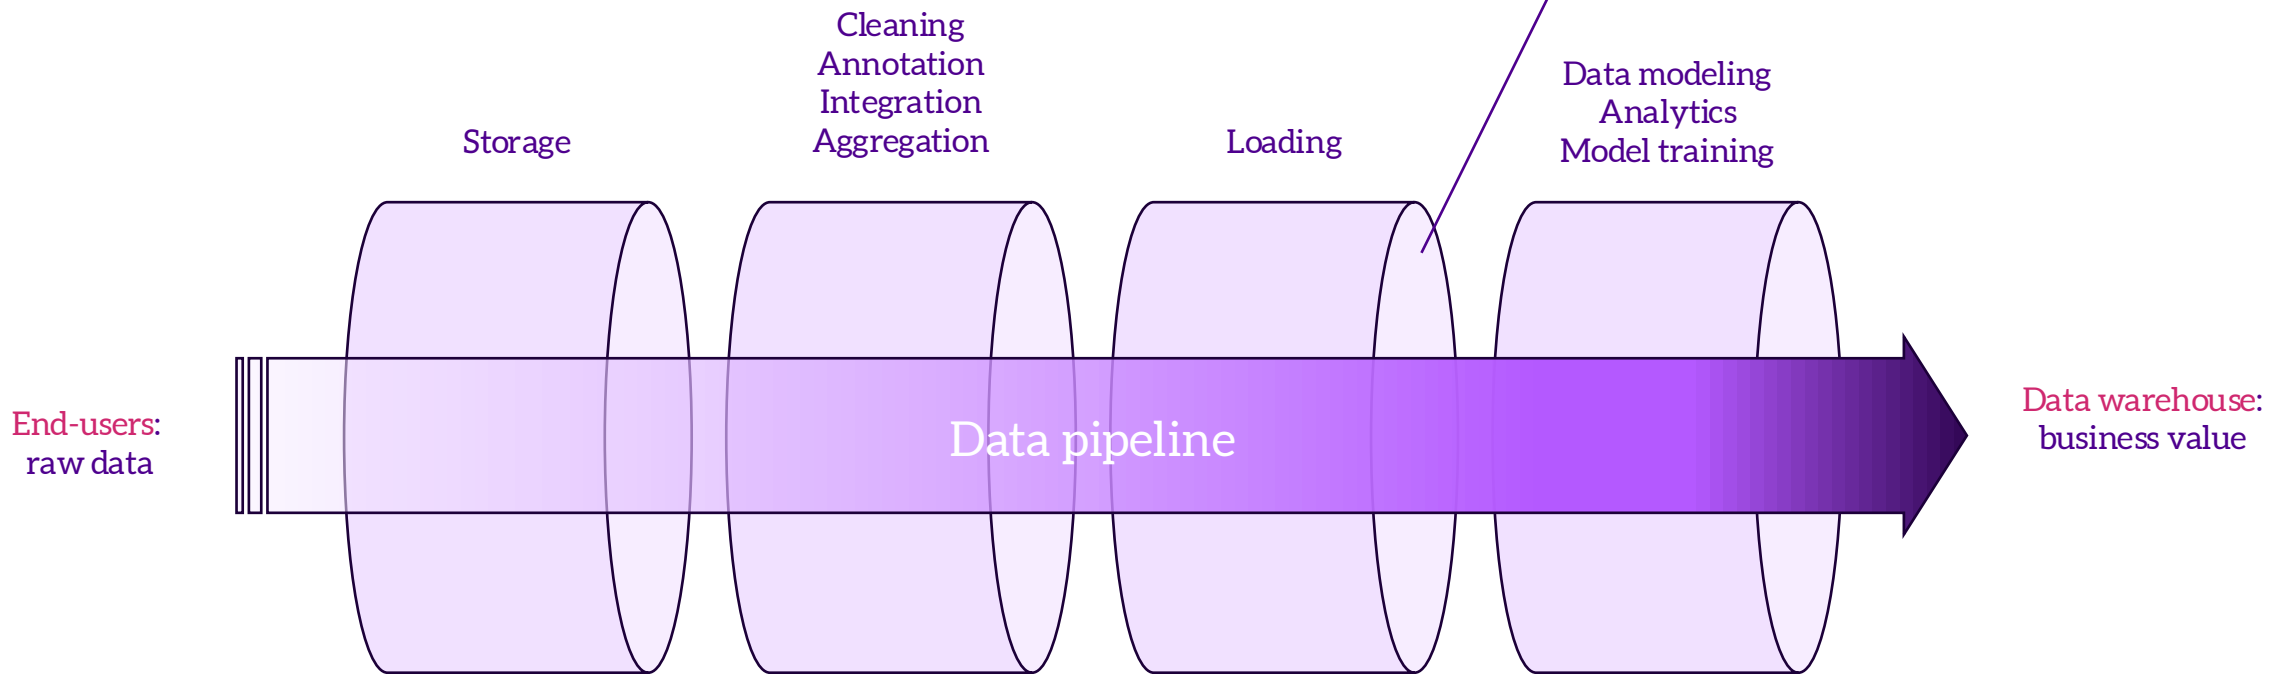 Cleaning
Annotation
Integration
Aggregation
Storage
Loading
Data modeling
Analytics
Model training
End-users:
raw data
Data pipeline
Data warehouse:
business value